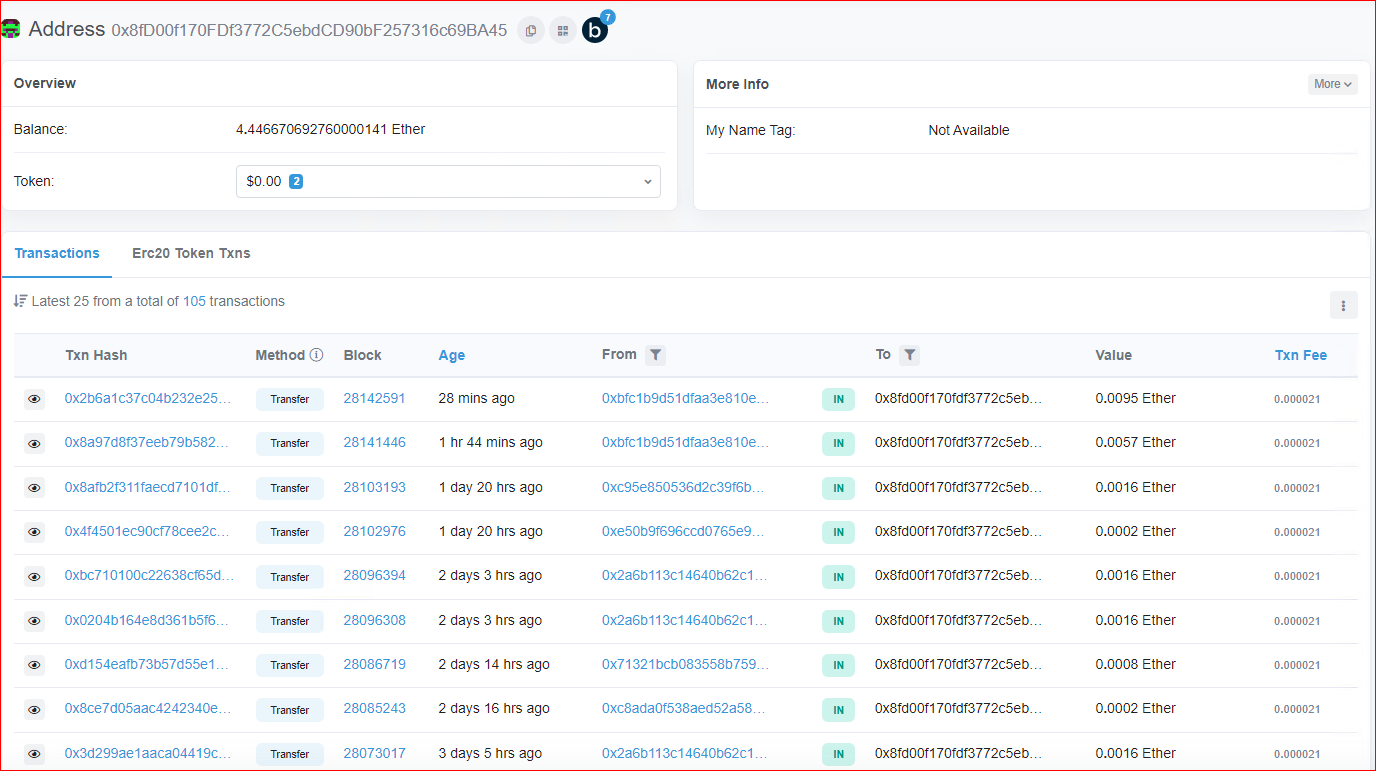 Address 0x8fD00f170FDf3772C5ebdCD90bF257316c69BA45 b 7
Overview
Balance: 4.446670692760000141 Ether
Token: $0.00 2
More Info More
My Name Tag: Not Available
Transactions Erc20 Token Txns
Latest 25 from a total of 105 transactions
Txn Hash Method Block Age From To Value Txn Fee
0x2b6a1c37c04b232e25... Transfer 28142591 28 mins ago 0xbfc1b9d51dfaa3e810e... IN 0x8fd00f170fdf3772c5eb... 0.0095 Ether 0.000021
0x8a97d8f37eeb79b582... Transfer 28141446 1 hr 44 mins ago 0xbfc1b9d51dfaa3e810e... IN 0x8fd00f170fdf3772c5eb... 0.0057 Ether 0.000021
0x8afb2f311faecd7101df... Transfer 28103193 1 day 20 hrs ago 0xc95e850536d2c39f6b... IN 0x8fd00f170fdf3772c5eb... 0.0016 Ether 0.000021
0x4f4501ec90cf78cee2c... Transfer 28102976 1 day 20 hrs ago 0xe50b9f696ccd0765e9... IN 0x8fd00f170fdf3772c5eb... 0.0002 Ether 0.000021
0xbc710100c22638cf65d... Transfer 28096394 2 days 3 hrs ago 0x2a6b113c14640b62c1... IN 0x8fd00f170fdf3772c5eb... 0.0016 Ether 0.000021
0x0204b164e8d361b5f6... Transfer 28096308 2 days 3 hrs ago 0x2a6b113c14640b62c1... IN 0x8fd00f170fdf3772c5eb... 0.0016 Ether 0.000021
0xd154eafb73b57d55e1... Transfer 28086719 2 days 14 hrs ago 0x71321bcb083558b759... IN 0x8fd00f170fdf3772c5eb... 0.0008 Ether 0.000021
0x8ce7d05aac4242340e... Transfer 28085243 2 days 16 hrs ago 0xc8ada0f538aed52a58... IN 0x8fd00f170fdf3772c5eb... 0.0002 Ether 0.000021
0x3d299ae1aaca04419c... Transfer 28073017 3 days 5 hrs ago 0x2a6b113c14640b62c1... IN 0x8fd00f170fdf3772c5eb... 0.0016 Ether 0.000021